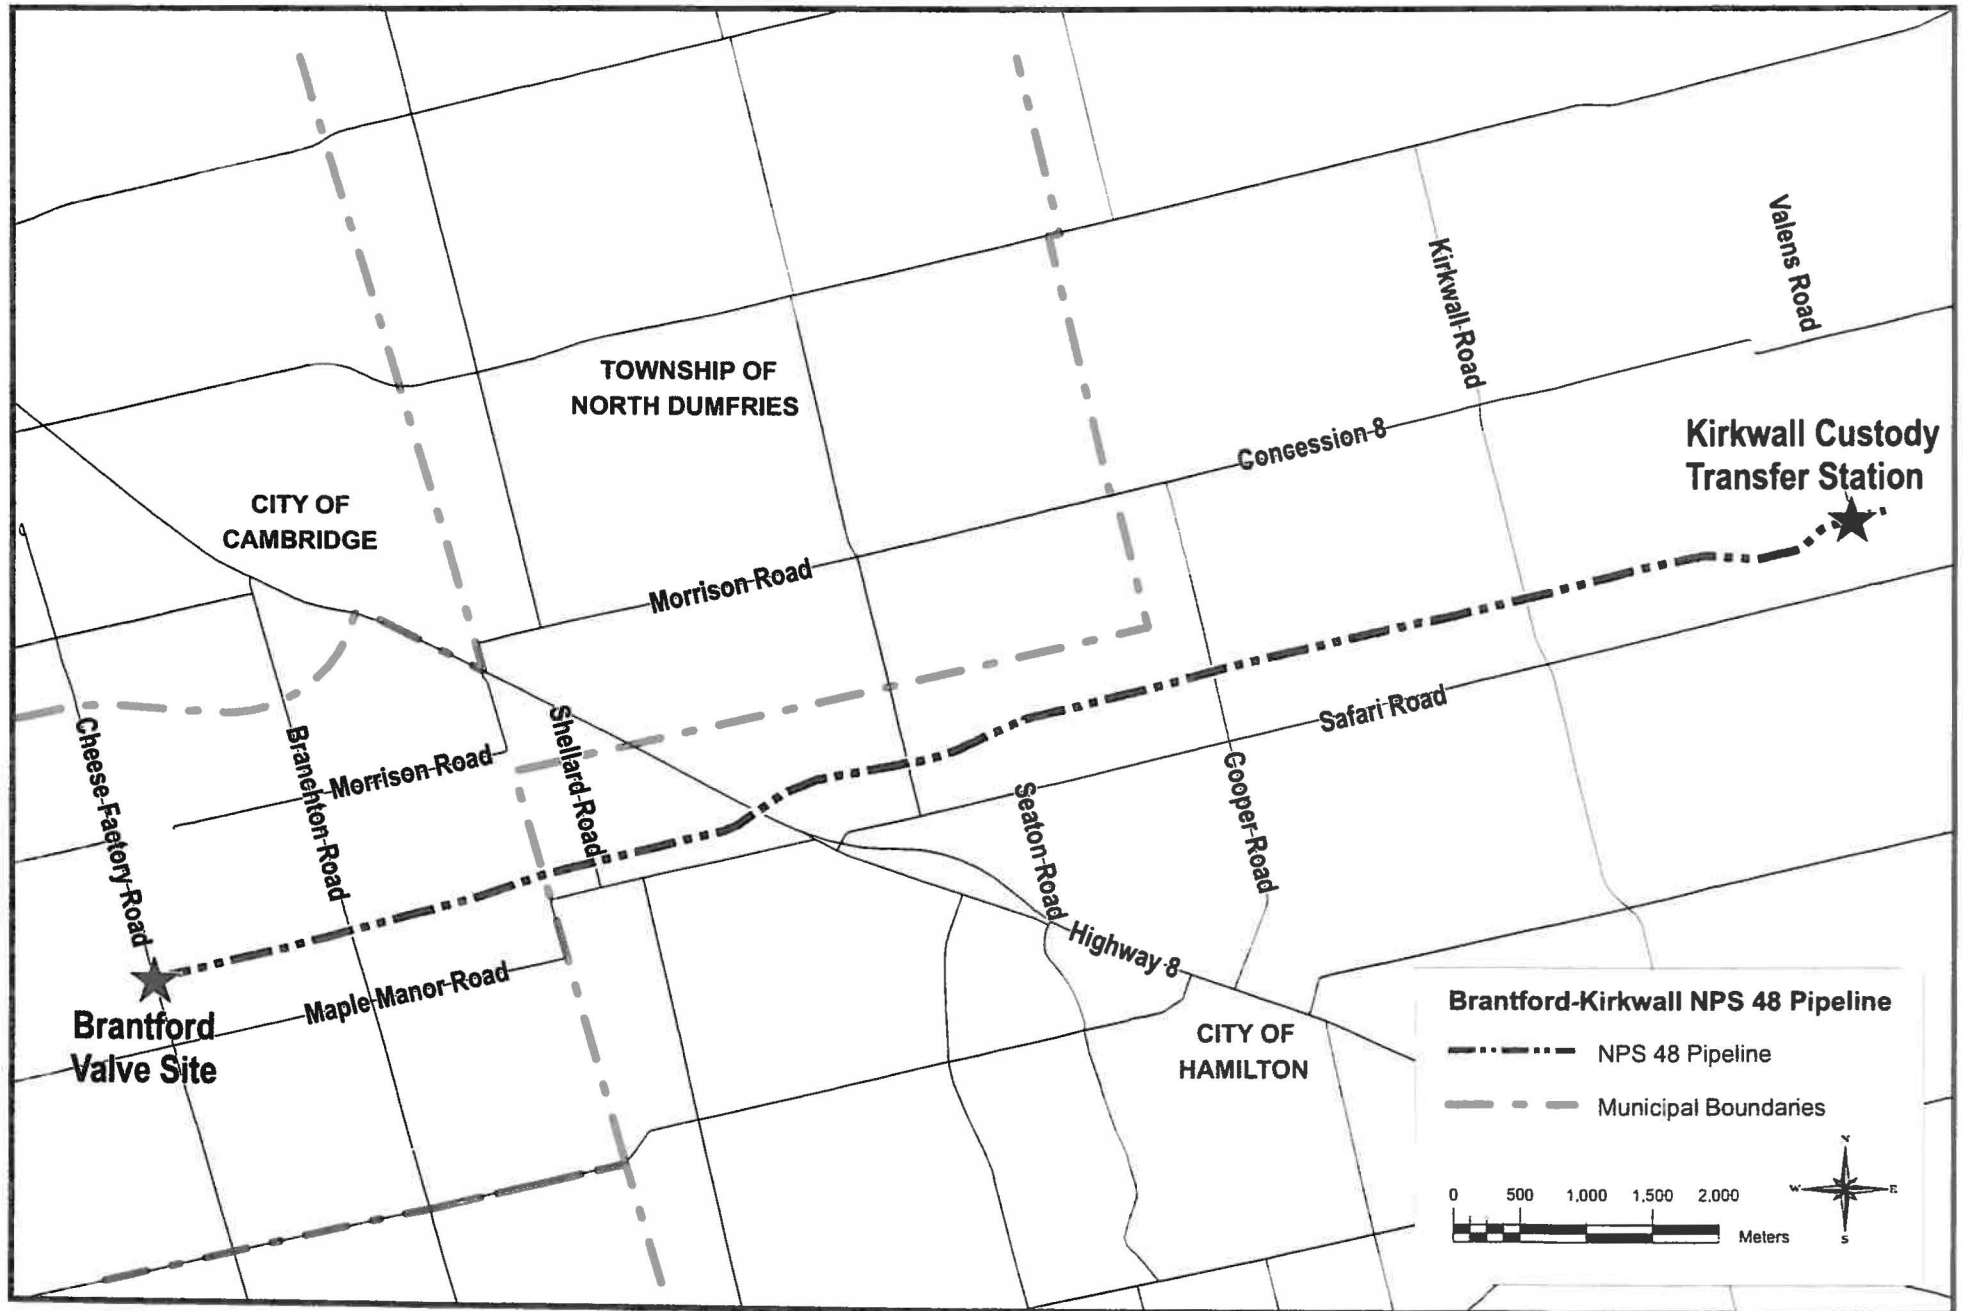 Valens Road
Kirkwall Road
TOWNSHIP OF
NORTH DUMFRIES
Concession 8
Kirkwall Custody
Transfer Station
CITY OF
CAMBRIDGE
Morrison Road
Safari Road
Shellard Road
Cheese Factory Road
Branchton Road
Morrison Road
Seaton Road
Cooper Road
Highway 8
Maple Manor Road
Brantford
Valve Site
CITY OF
HAMILTON
Brantford-Kirkwall NPS 48 Pipeline
NPS 48 Pipeline
Municipal Boundaries
N
W E
S
0 500 1,000 1,500 2,000
Meters